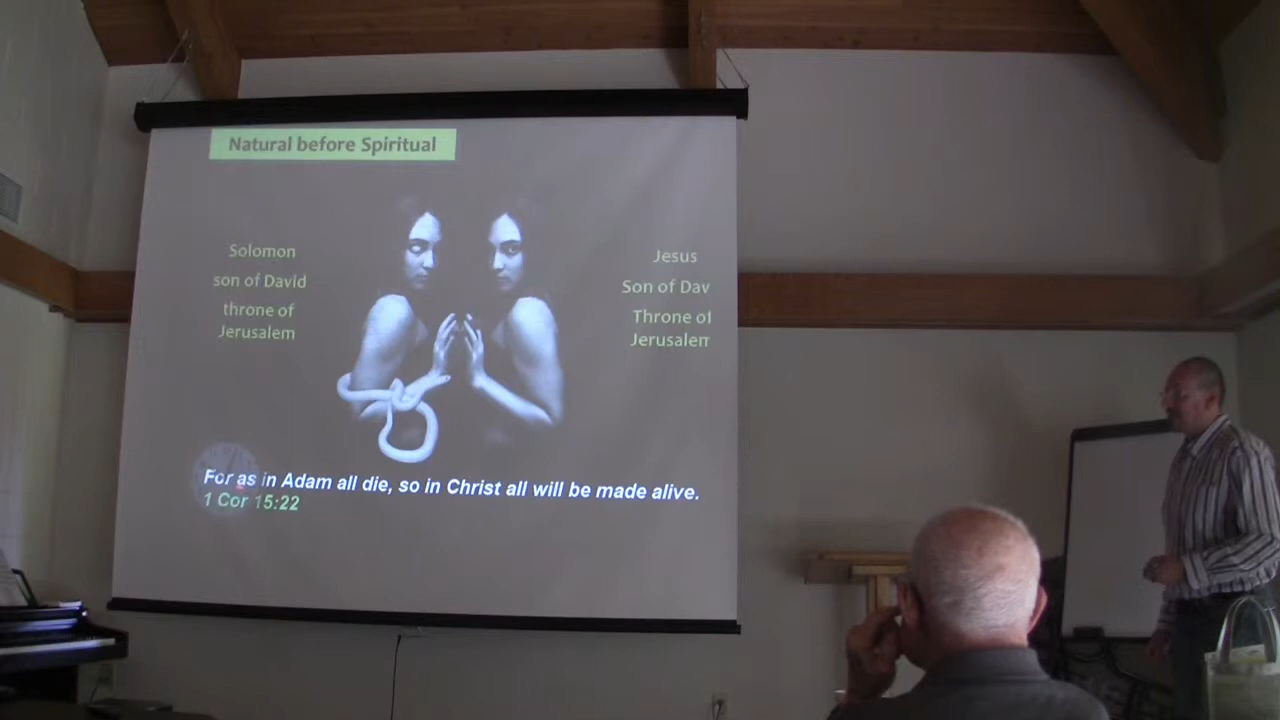 Natural before Spiritual
Solomon
son of David
throne of
Jerusalem
Jesus
Son of Dav
Throne of
Jerusalem
For as in Adam all die, so in Christ all will be made alive.
1 Cor 15:22